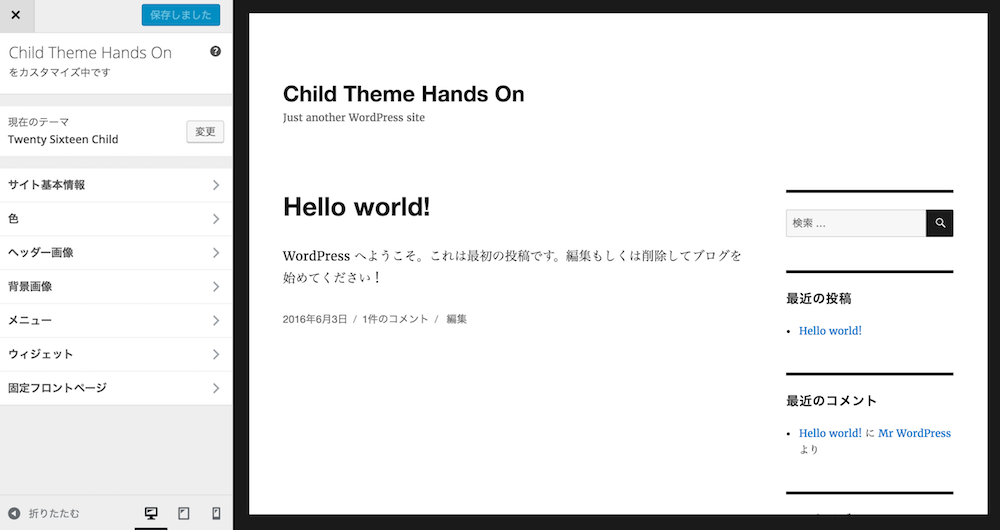 保存しました
Child Theme Hands On
をカスタマイズ中です
現在のテーマ
Twenty Sixteen Child
変更
サイト基本情報
色
ヘッダー画像
背景画像
メニュー
ウィジェット
固定フロントページ
折りたたむ
Child Theme Hands On
Just another WordPress site
Hello world!
WordPress へようこそ。これは最初の投稿です。編集もしくは削除してブログを
始めてください！
2016年6月3日 / 1件のコメント / 編集
検索 ...
最近の投稿
Hello world!
最近のコメント
Hello world! に Mr WordPress
より